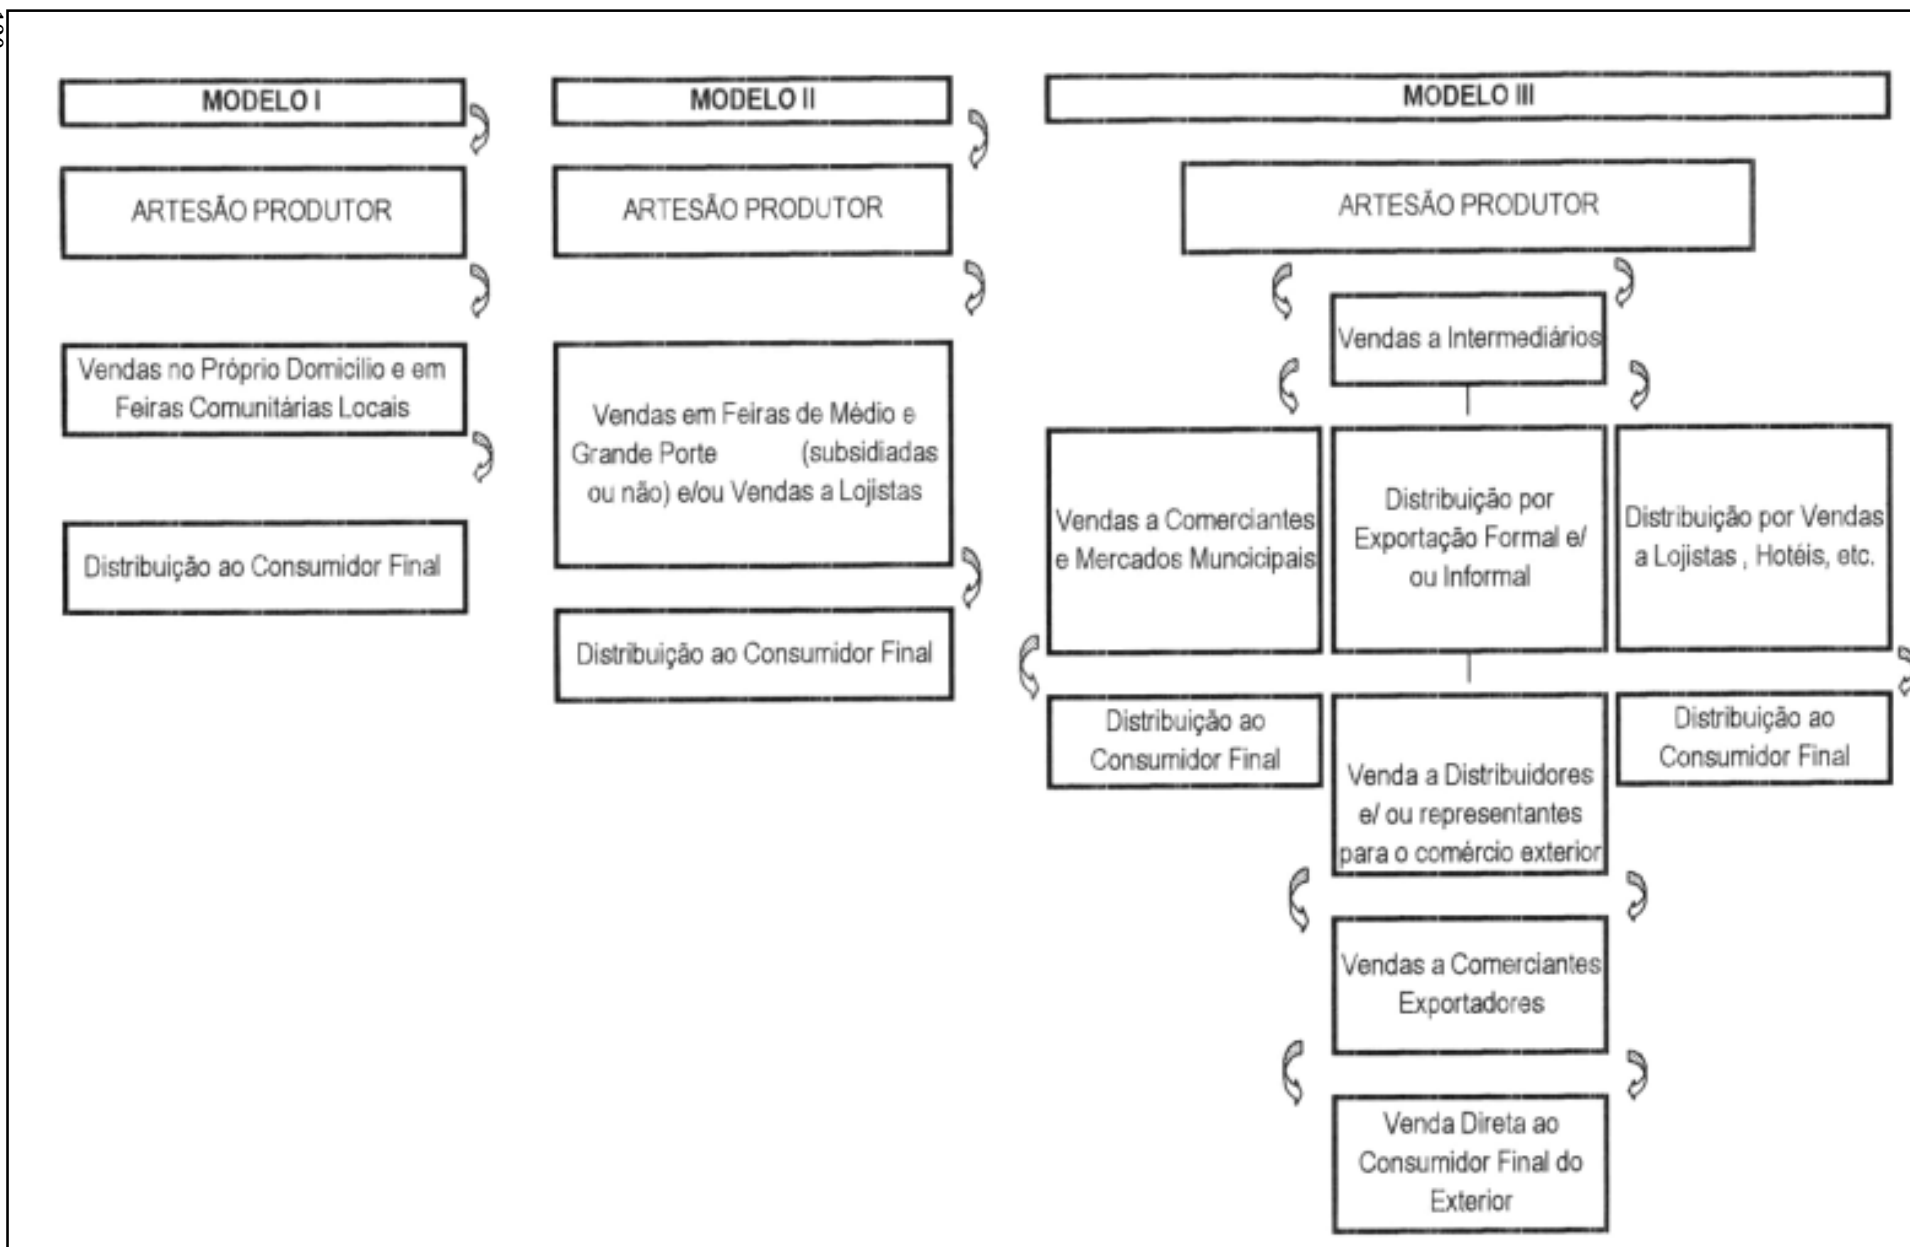 MODELO I
ARTESÃO PRODUTOR
Vendas no Próprio Domicilio e em
Feiras Comunitárias Locais
Distribuição ao Consumidor Final
MODELO II
ARTESÃO PRODUTOR
Vendas em Feiras de Médio e
Grande Porte (subsidiadas
ou não) e/ou Vendas a Lojistas
Distribuição ao Consumidor Final
MODELO III
ARTESÃO PRODUTOR
Vendas a Intermediários
Vendas a Comerciantes
e Mercados Muncicipais
Distribuição por
Exportação Formal e/
ou Informal
Distribuição por Vendas
a Lojistas , Hotéis, etc.
Distribuição ao
Consumidor Final
Venda a Distribuidores
e/ ou representantes
para o comércio exterior
Distribuição ao
Consumidor Final
Vendas a Comerciantes
Exportadores
Venda Direta ao
Consumidor Final do
Exterior